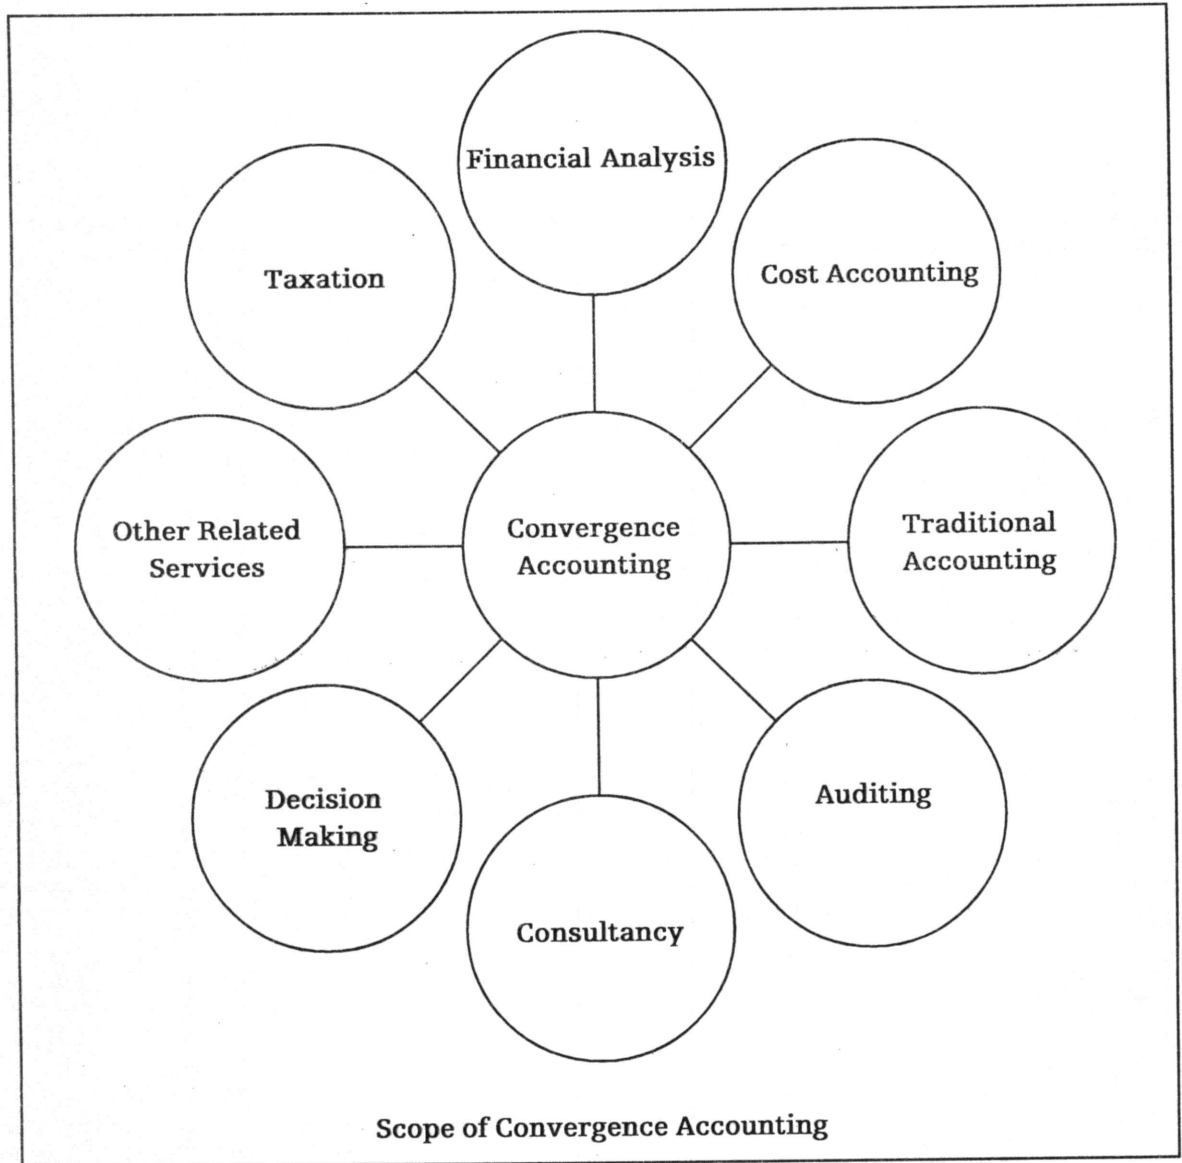 Financial Analysis
Cost Accounting
Taxation
Traditional
Accounting
Convergence
Accounting
Other Related
Services
Auditing
Decision
Making
Consultancy
Scope of Convergence Accounting